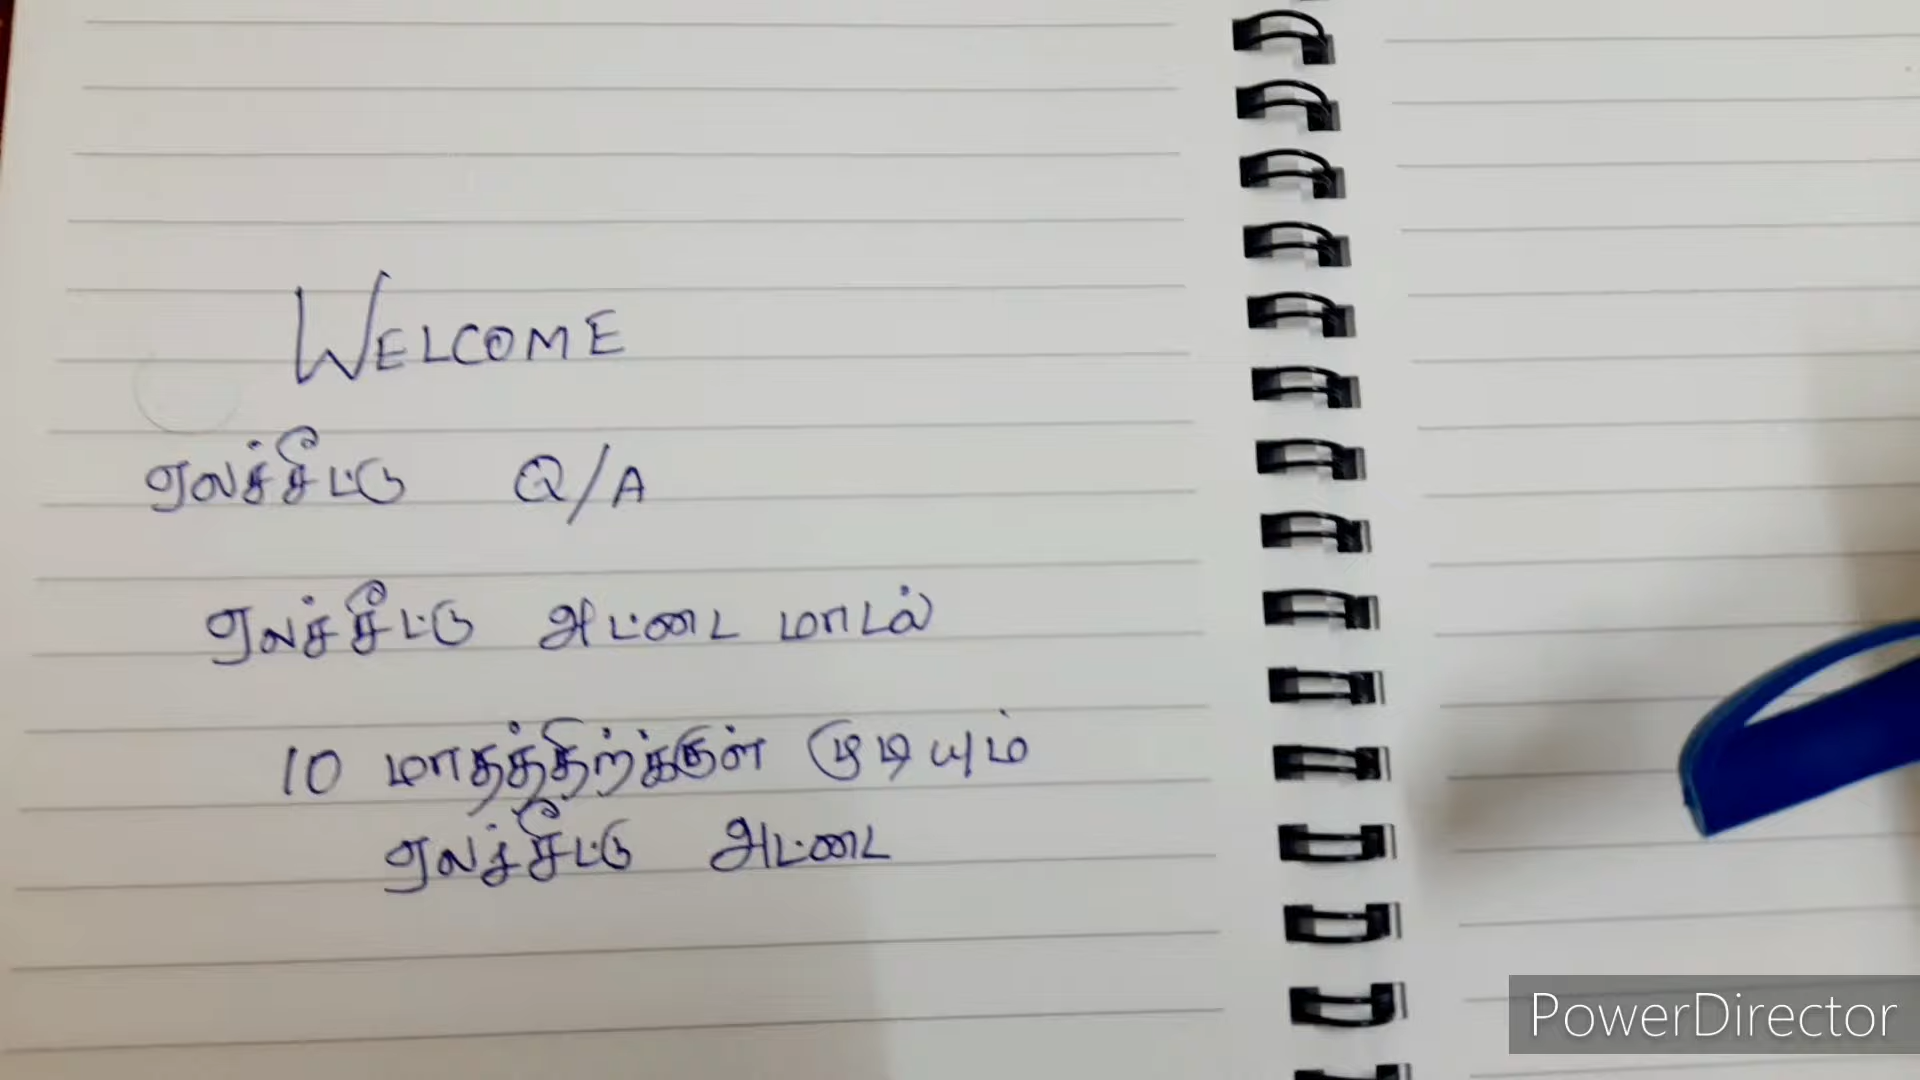 WELCOME
ஏலச்சீட்டு Q/A
ஏலச்சீட்டு அட்டை மாடல்
10 மாதத்திற்க்குள் முடியும்
ஏலச்சீட்டு அட்டை
PowerDirector